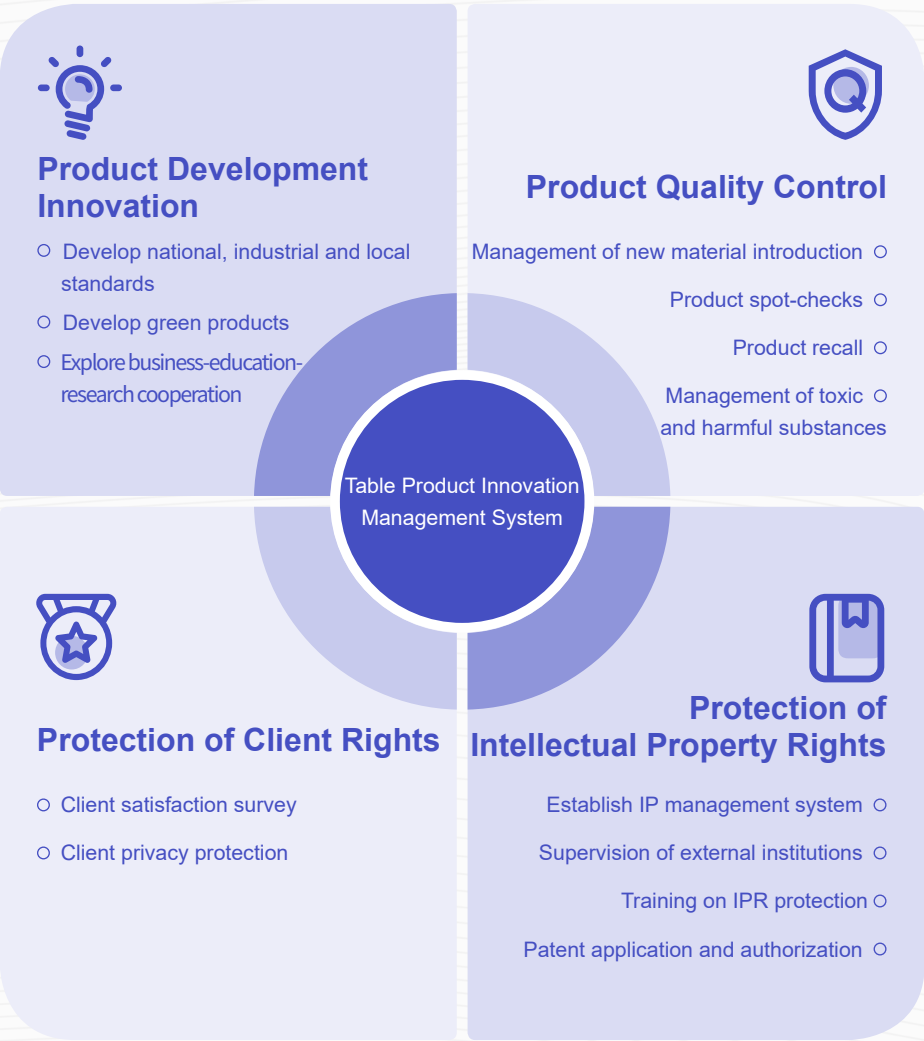 Product Development
Innovation
Develop national, industrial and local
standards
Develop green products
Explore business-education-
research cooperation
Q
Product Quality Control
Management of new material introduction
Product spot-checks
Product recall
Management of toxic
and harmful substances
Table Product Innovation
Management System
Protection of Client Rights
Client satisfaction survey
Client privacy protection
Protection of
Intellectual Property Rights
Establish IP management system
Supervision of external institutions
Training on IPR protection
Patent application and authorization